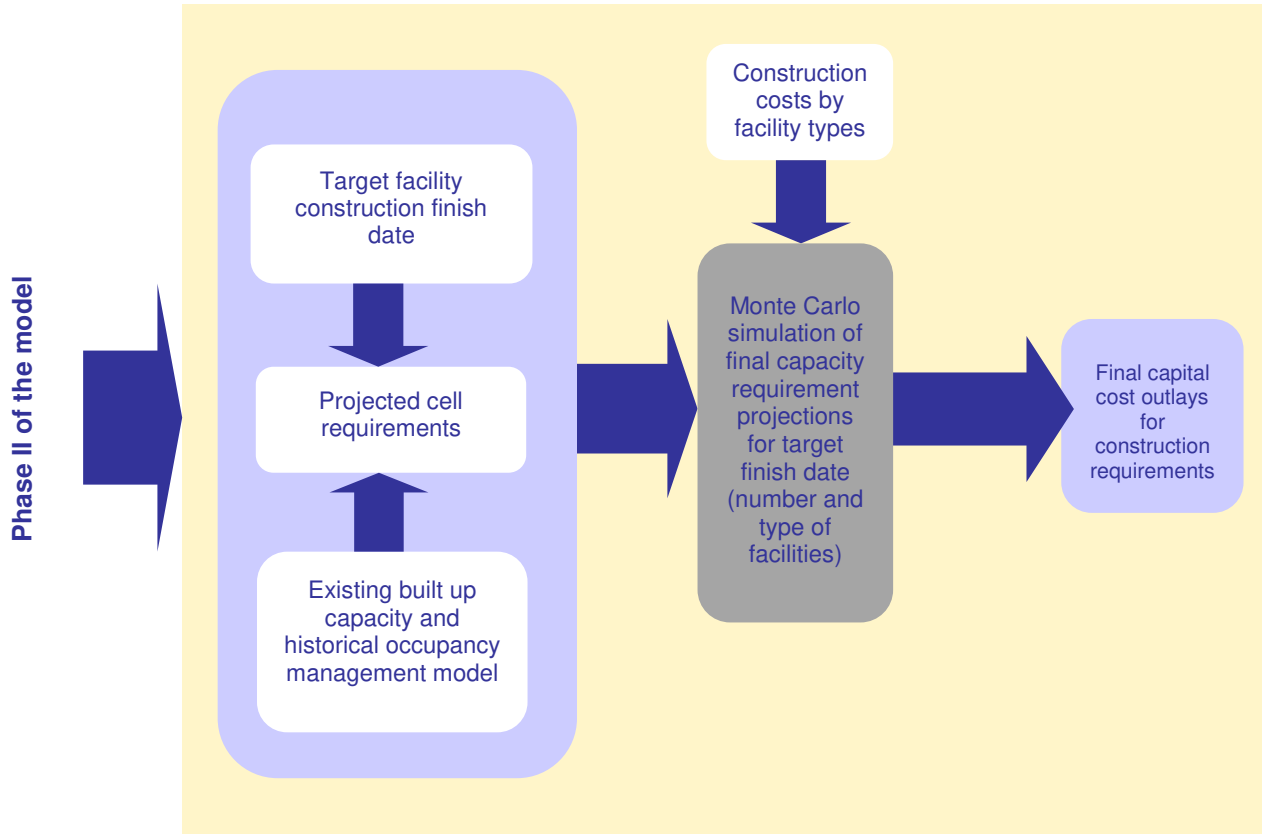 Phase II of the model
Target facility
construction finish
date
Projected cell
requirements
Existing built up
capacity and
historical occupancy
management model
Construction
costs by
facility types
Monte Carlo
simulation of
final capacity
requirement
projections
for target
finish date
(number and
type of
facilities)
Final capital
cost outlays
for
construction
requirements